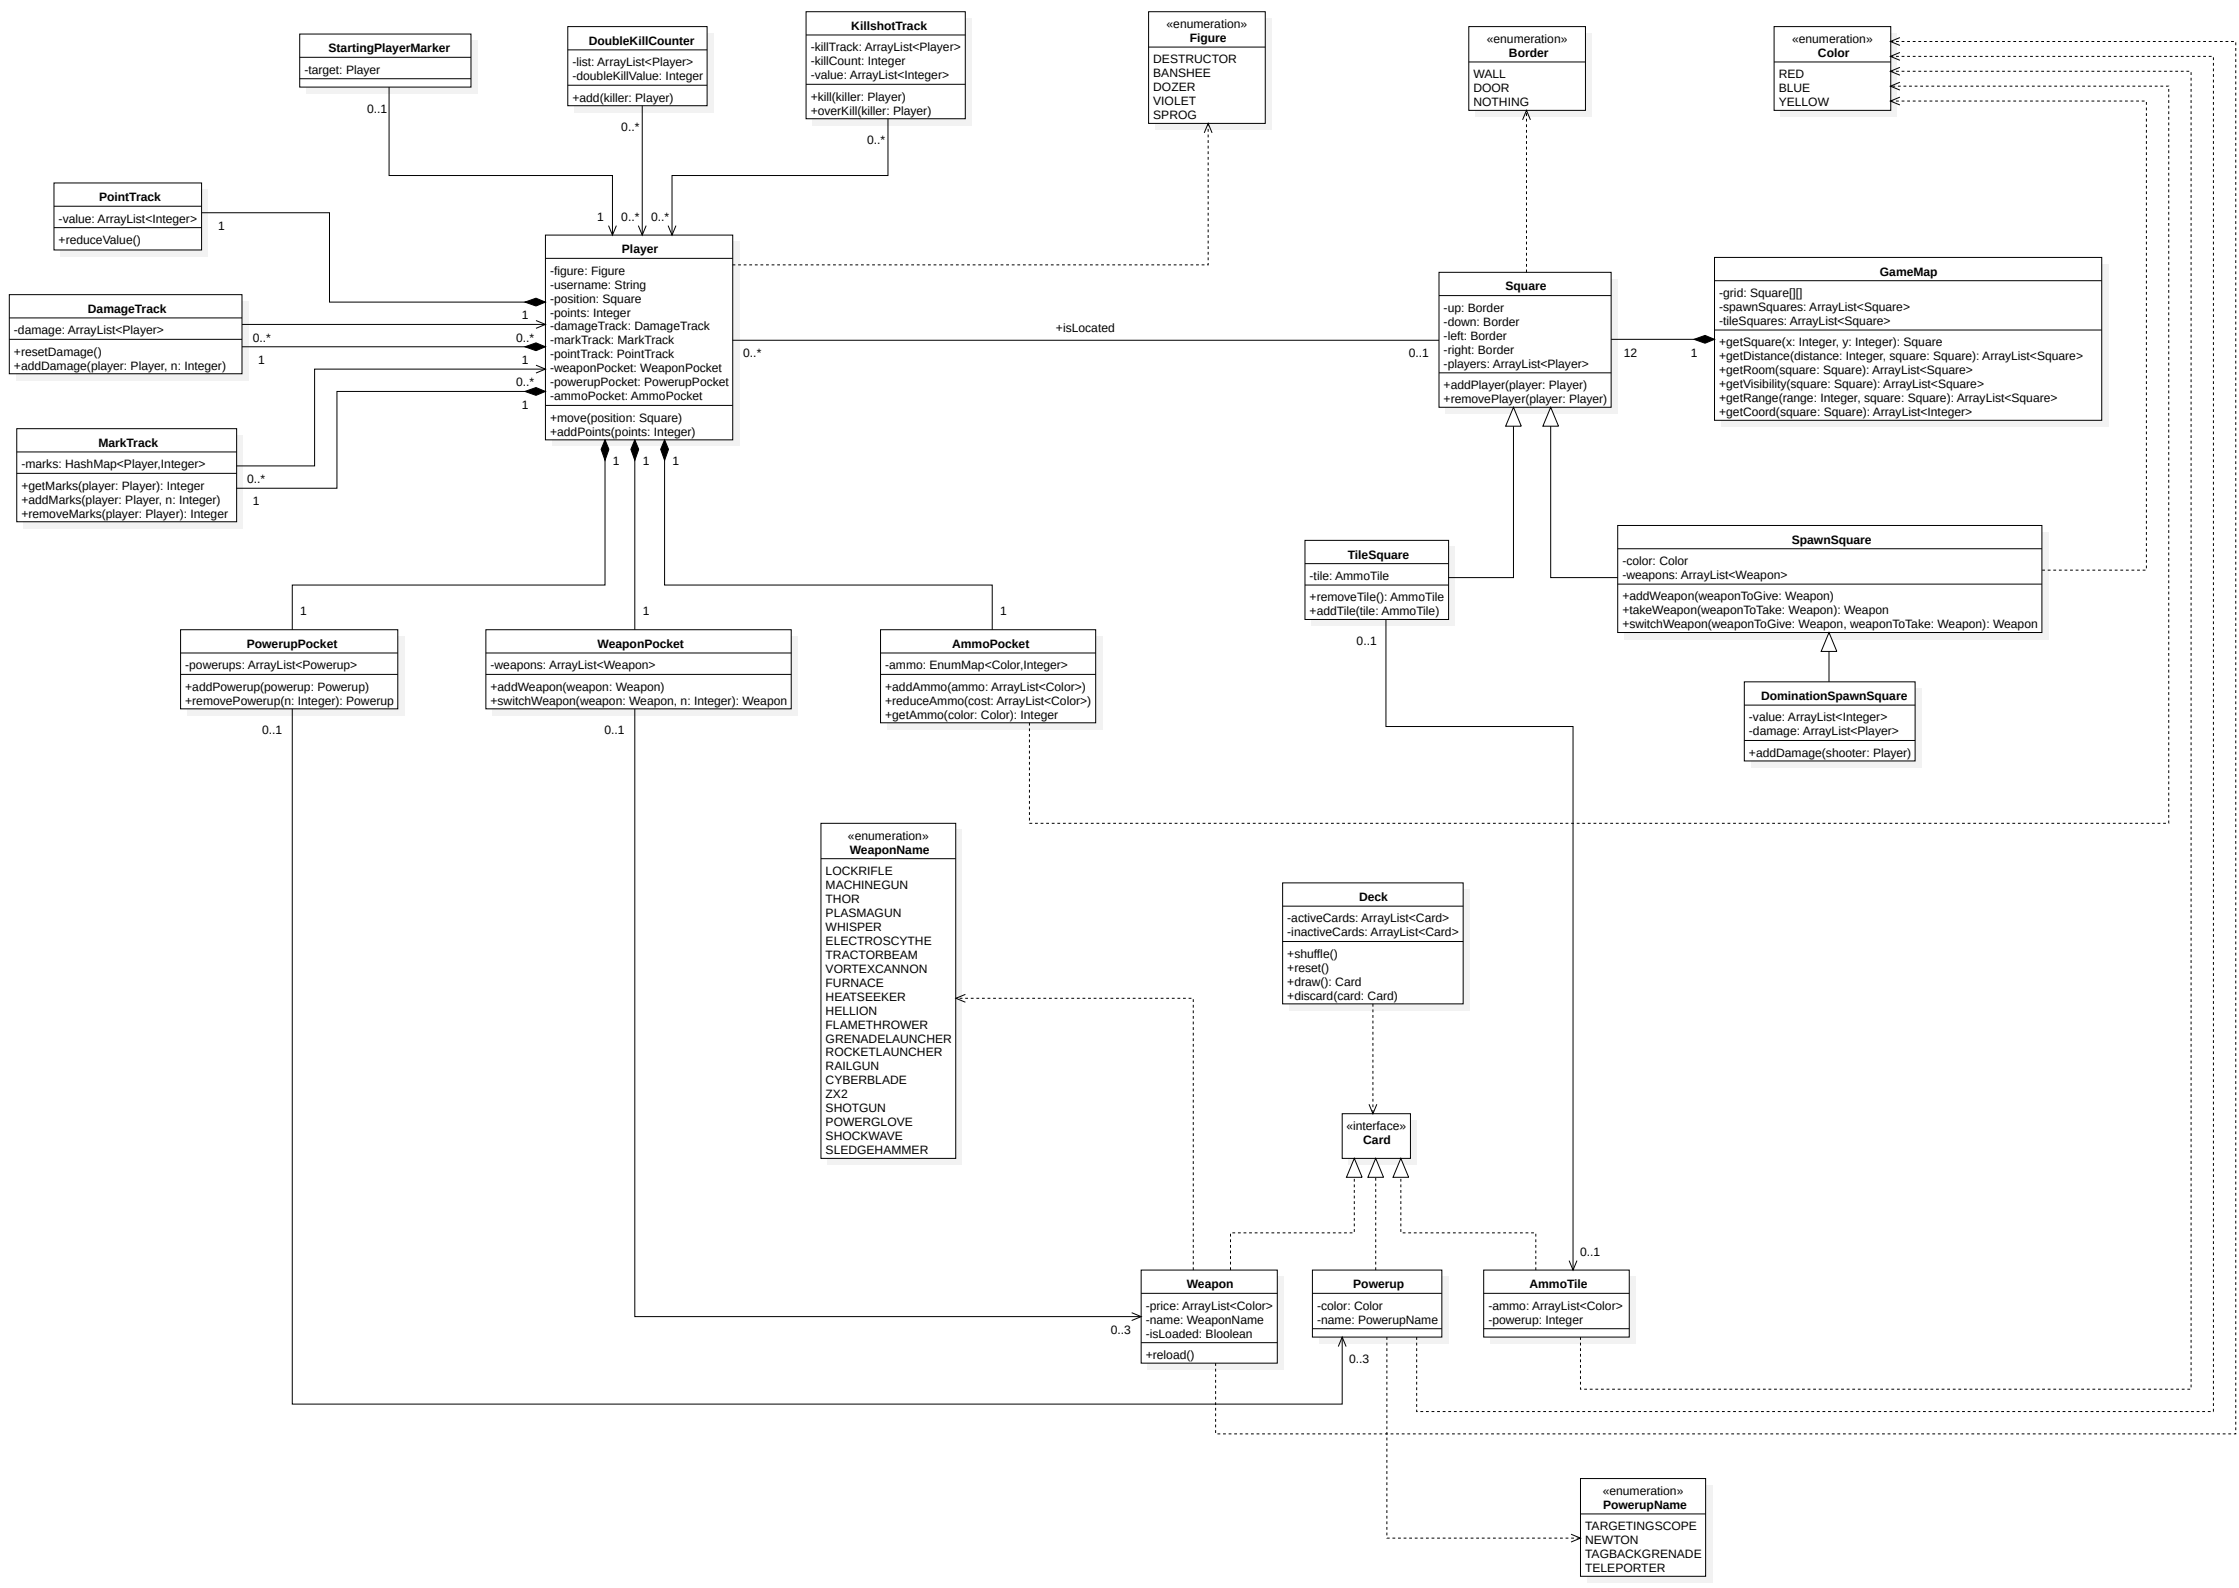 StartingPlayerMarker
-target: Player
0..1
DoubleKillCounter
-list: ArrayList<Player>
-doubleKillValue: Integer
+add(killer: Player)
0..*
KillshotTrack
-killTrack: ArrayList<Player>
-killCount: Integer
-value: ArrayList<Integer>
+kill(killer: Player)
+overKill(killer: Player)
0..*
«enumeration»
Figure
DESTRUCTOR
BANSHEE
DOZER
VIOLET
SPROG
«enumeration»
Border
WALL
DOOR
NOTHING
«enumeration»
Color
RED
BLUE
YELLOW
PointTrack
-value: ArrayList<Integer>
+reduceValue()
1
1
0..*
0..*
DamageTrack
-damage: ArrayList<Player>
+resetDamage()
+addDamage(player: Player, n: Integer)
0..*
1
MarkTrack
-marks: HashMap<Player,Integer>
+getMarks(player: Player): Integer
+addMarks(player: Player, n: Integer)
+removeMarks(player: Player): Integer
0..*
1
1
0..*
1
0..*
1
Player
-figure: Figure
-username: String
-position: Square
-points: Integer
-damageTrack: DamageTrack
-markTrack: MarkTrack
-pointTrack: PointTrack
-weaponPocket: WeaponPocket
-powerupPocket: PowerupPocket
-ammoPocket: AmmoPocket
+move(position: Square)
+addPoints(points: Integer)
1
1
1
+isLocated
0..*
0..1
Square
-up: Border
-down: Border
-left: Border
-right: Border
-players: ArrayList<Player>
+addPlayer(player: Player)
+removePlayer(player: Player)
12
1
GameMap
-grid: Square[][]
-spawnSquares: ArrayList<Square>
-tileSquares: ArrayList<Square>
+getSquare(x: Integer, y: Integer): Square
+getDistance(distance: Integer, square: Square): ArrayList<Square>
+getRoom(square: Square): ArrayList<Square>
+getVisibility(square: Square): ArrayList<Square>
+getRange(range: Integer, square: Square): ArrayList<Square>
+getCoord(square: Square): ArrayList<Integer>
TileSquare
-tile: AmmoTile
+removeTile(): AmmoTile
+addTile(tile: AmmoTile)
0..1
SpawnSquare
-color: Color
-weapons: ArrayList<Weapon>
+addWeapon(weaponToGive: Weapon)
+takeWeapon(weaponToTake: Weapon): Weapon
+switchWeapon(weaponToGive: Weapon, weaponToTake: Weapon): Weapon
1
1
1
PowerupPocket
-powerups: ArrayList<Powerup>
+addPowerup(powerup: Powerup)
+removePowerup(n: Integer): Powerup
0..1
WeaponPocket
-weapons: ArrayList<Weapon>
+addWeapon(weapon: Weapon)
+switchWeapon(weapon: Weapon, n: Integer): Weapon
0..1
AmmoPocket
-ammo: EnumMap<Color,Integer>
+addAmmo(ammo: ArrayList<Color>)
+reduceAmmo(cost: ArrayList<Color>)
+getAmmo(color: Color): Integer
DominationSpawnSquare
-value: ArrayList<Integer>
-damage: ArrayList<Player>
+addDamage(shooter: Player)
«enumeration»
WeaponName
LOCKRIFLE
MACHINEGUN
THOR
PLASMAGUN
WHISPER
ELECTROSCYTHE
TRACTORBEAM
VORTEXCANNON
FURNACE
HEATSEEKER
HELLION
FLAMETHROWER
GRENADELAUNCHER
ROCKETLAUNCHER
RAILGUN
CYBERBLADE
ZX2
SHOTGUN
POWERGLOVE
SHOCKWAVE
SLEDGEHAMMER
Deck
-activeCards: ArrayList<Card>
-inactiveCards: ArrayList<Card>
+shuffle()
+reset()
+draw(): Card
+discard(card: Card)
«interface»
Card
0..1
0..3
Weapon
-price: ArrayList<Color>
-name: WeaponName
-isLoaded: Bloolean
+reload()
Powerup
-color: Color
-name: PowerupName
0..3
AmmoTile
-ammo: ArrayList<Color>
-powerup: Integer
«enumeration»
PowerupName
TARGETINGSCOPE
NEWTON
TAGBACKGRENADE
TELEPORTER